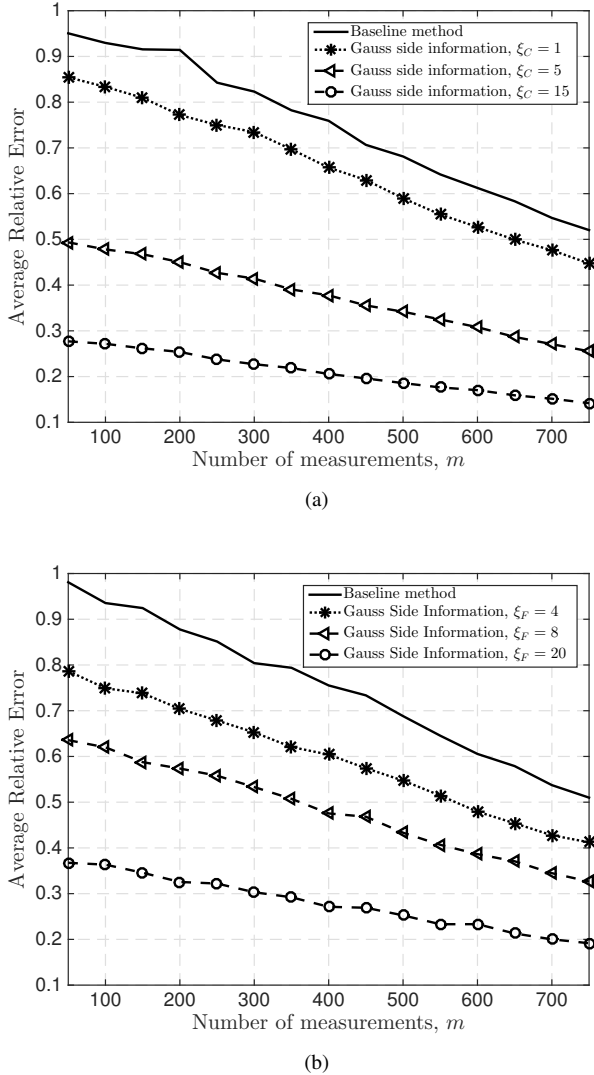 1
0.9
0.8
0.7
0.6
0.5
0.4
0.3
0.2
0.1
Average Relative Error
Baseline method
Gauss side information, ξ_C = 1
Gauss side information, ξ_C = 5
Gauss side information, ξ_C = 15
100 200 300 400 500 600 700
Number of measurements, m
(a)
1
0.9
0.8
0.7
0.6
0.5
0.4
0.3
0.2
0.1
Average Relative Error
Baseline method
Gauss Side Information, ξ_F = 4
Gauss Side Information, ξ_F = 8
Gauss Side Information, ξ_F = 20
100 200 300 400 500 600 700
Number of measurements, m
(b)